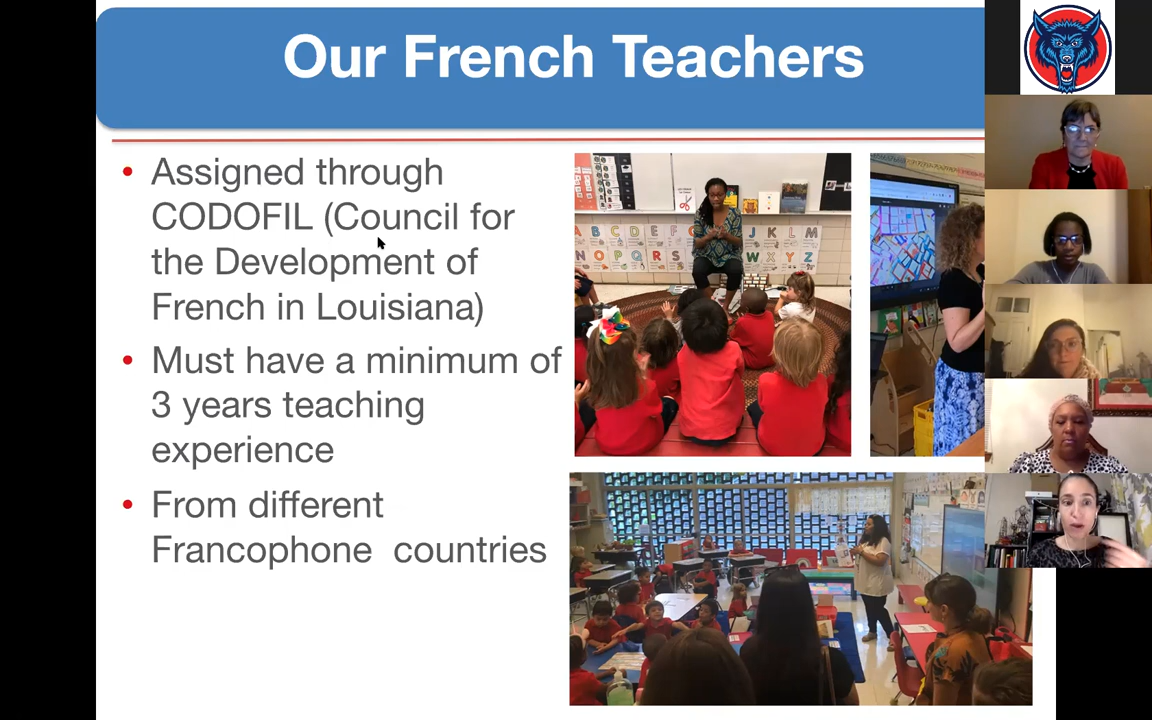 Our French Teachers
• Assigned through
CODOFIL (Council for
the Development of
French in Louisiana)
• Must have a minimum of
3 years teaching
experience
• From different
Francophone  countries
A B C D E F G H I J K L M
N O P Q R S W X Y Z